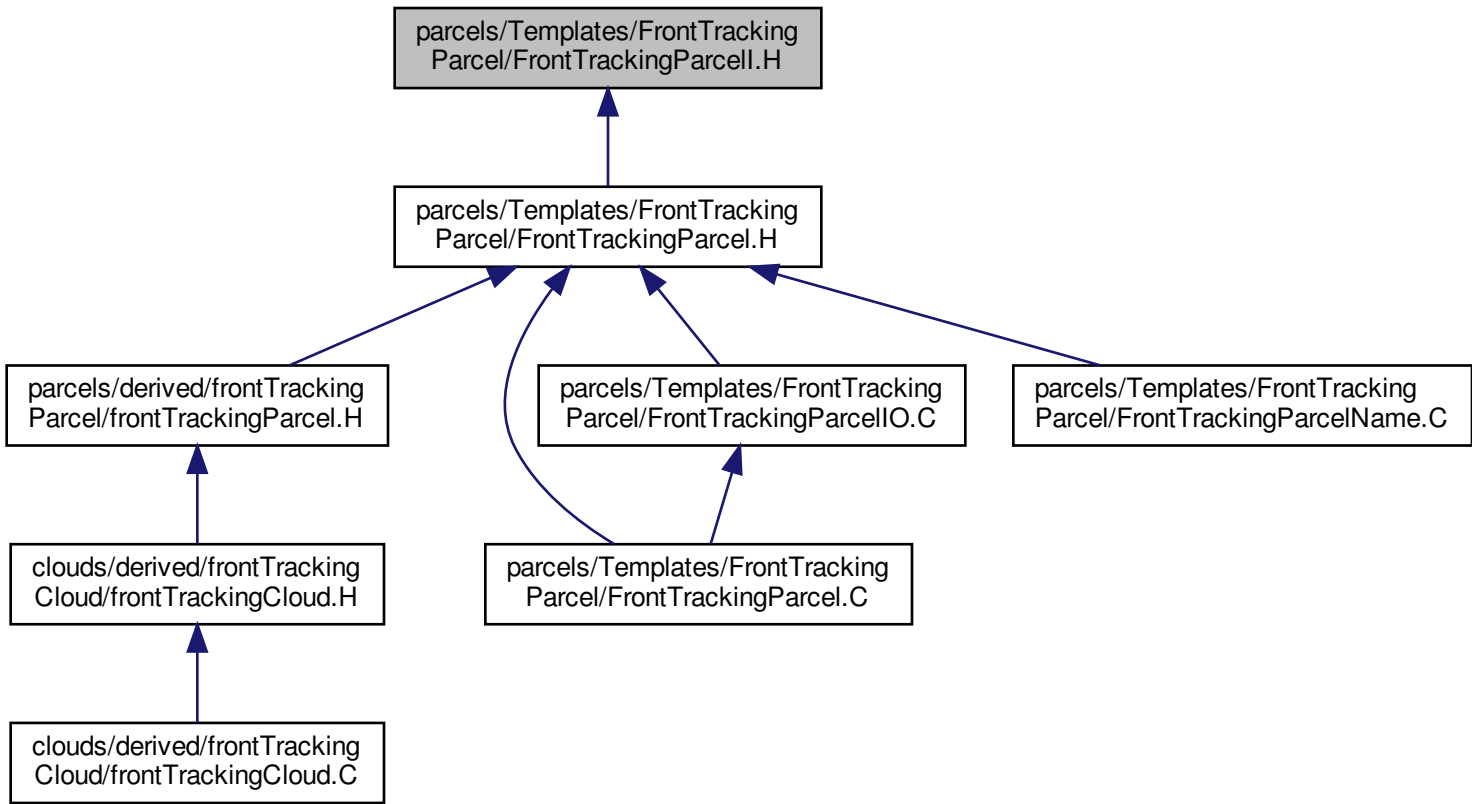 parcels/Templates/FrontTracking
Parcel/FrontTrackingParcelI.H
parcels/Templates/FrontTracking
Parcel/FrontTrackingParcel.H
parcels/derived/frontTracking
Parcel/frontTrackingParcel.H
parcels/Templates/FrontTracking
Parcel/FrontTrackingParcelIO.C
parcels/Templates/FrontTracking
Parcel/FrontTrackingParcelName.C
clouds/derived/frontTracking
Cloud/frontTrackingCloud.H
parcels/Templates/FrontTracking
Parcel/FrontTrackingParcel.C
clouds/derived/frontTracking
Cloud/frontTrackingCloud.C